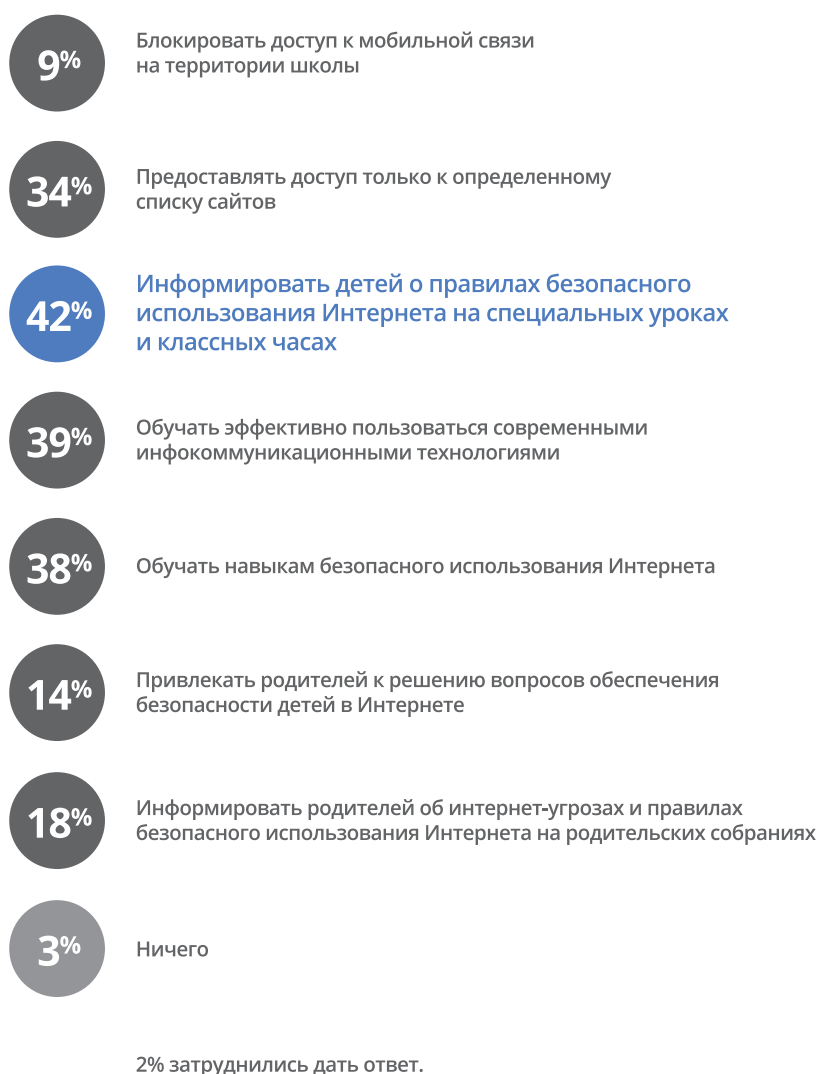 9%
Блокировать доступ к мобильной связи
на территории школы
34%
Предоставлять доступ только к определенному
списку сайтов
42%
Информировать детей о правилах безопасного
использования Интернета на специальных уроках
и классных часах
39%
Обучать эффективно пользоваться современными
инфокоммуникационными технологиями
38%
Обучать навыкам безопасного использования Интернета
14%
Привлекать родителей к решению вопросов обеспечения
безопасности детей в Интернете
18%
Информировать родителей об интернет-угрозах и правилах
безопасного использования Интернета на родительских собраниях
3%
Ничего
2% затруднились дать ответ.